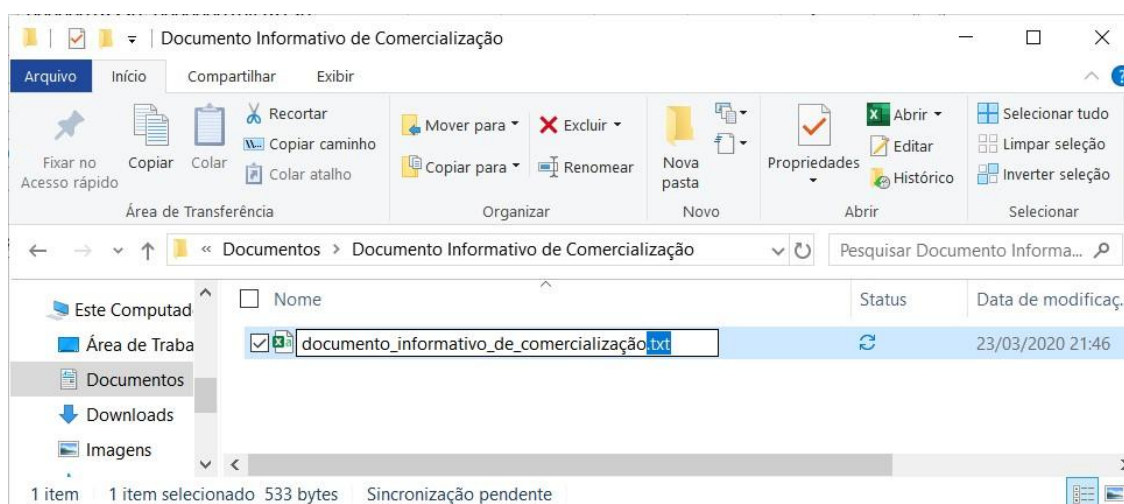 Documento Informativo de Comercialização
Arquivo Início Compartilhar Exibir
Fixar no Acesso rápido
Copiar
Colar
Recortar
Copiar caminho
Colar atalho
Área de Transferência
Mover para
Copiar para
Excluir
Renomear
Organizar
Nova pasta
Novo
Propriedades
Abrir
Editar
Histórico
Abrir
Selecionar tudo
Limpar seleção
Inverter seleção
Selecionar
« Documentos > Documento Informativo de Comercialização
Pesquisar Documento Informa...
Nome Status Data de modificaç.
documento_informativo_de_comercialização.txt 23/03/2020 21:46
Este Computad
Área de Traba
Documentos
Downloads
Imagens
1 item 1 item selecionado 533 bytes Sincronização pendente